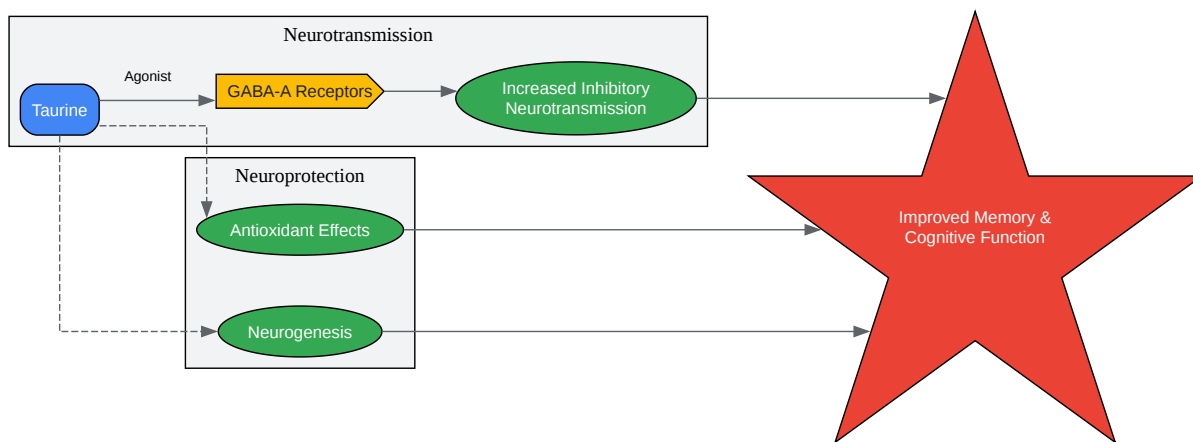 Neurotransmission
Agonist
Taurine
GABA-A Receptors
Increased Inhibitory
Neurotransmission
Neuroprotection
Antioxidant Effects
Neurogenesis
Improved Memory &
Cognitive Function